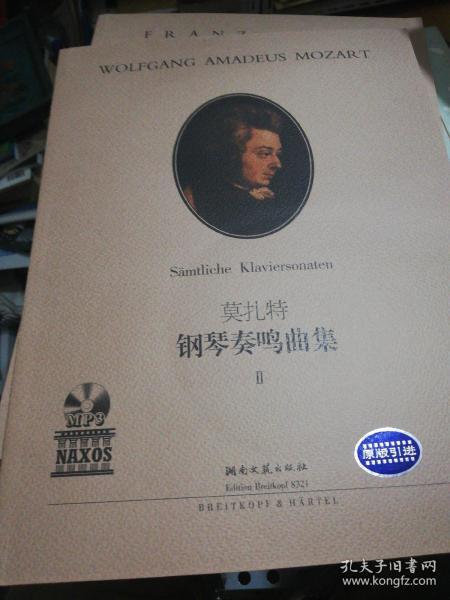 FRANZ
WOLFGANG AMADEUS MOZART
Sämtliche Klaviersonaten
莫扎特
钢琴奏鸣曲集
II
MP3
NAXOS
原版引进
湖南文艺出版社
Edition Breitkopf 8321
BREITKOPF & HÄRTEL
孔夫子旧书网
www.kongfz.com